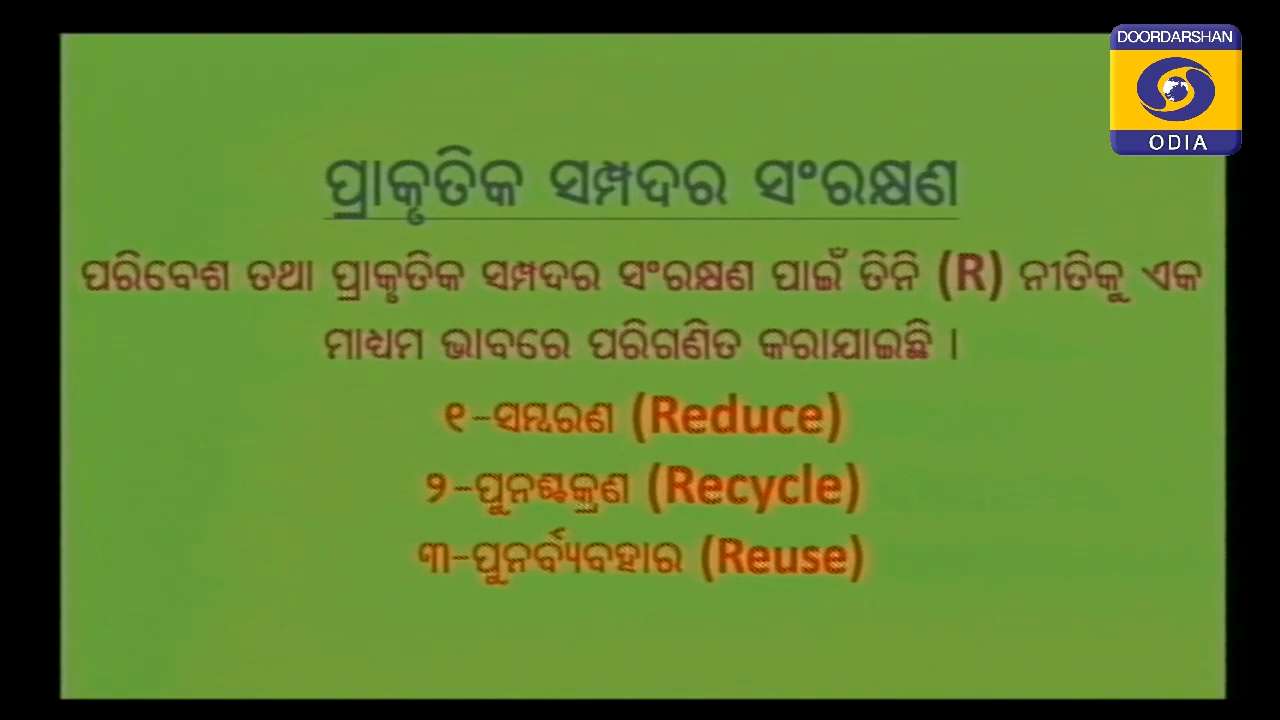 DOORDARSHAN
ODIA
ପ୍ରାକୃତିକ ସମ୍ପଦର ସଂରକ୍ଷଣ
ପରିବେଶ ତଥା ପ୍ରାକୃତିକ ସମ୍ପଦର ସଂରକ୍ଷଣ ପାଇଁ ତିନି (R) ନୀତିକୁ ଏକ
ମାଧ୍ୟମ ଭାବରେ ପରିଗଣିତ କରାଯାଇଛି ।
୧-ସମ୍ଭରଣ (Reduce)
୨-ପୁନଶ୍ଚକ୍ରଣ (Recycle)
୩-ପୁନର୍ବ୍ୟବହାର (Reuse)